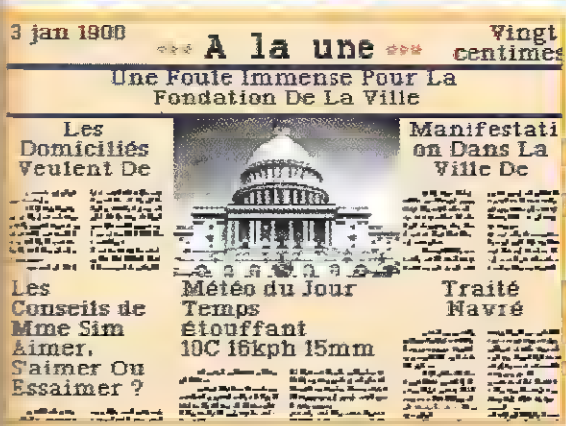 3 jan 1900
A la une
Vingt
centimes
Une Foule Immense Pour La
Fondation De La Ville
Les
Domiciliés
Veulent De
Manifestati
on Dans La
Ville De
Les
Conseils de
Mme Sim
Aimer,
S'aimer Ou
Essaimer ?
Météo du Jour
Temps
étouffant
10C 16kph 15mm
Traité
Navré